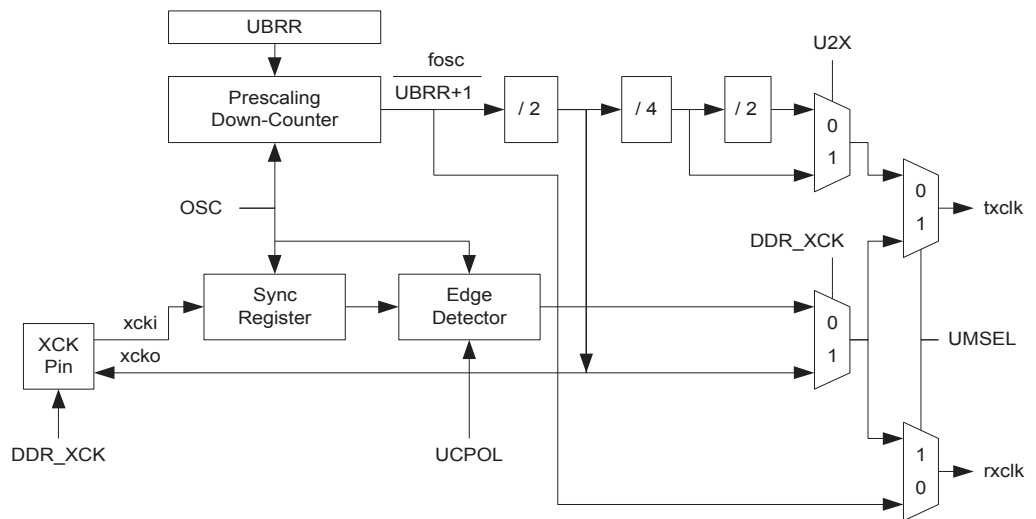 UBRR
fosc
UBRR+1
Prescaling
Down-Counter
/ 2
/ 4
/ 2
U2X
0
1
OSC
0
1
txclk
DDR_XCK
Sync
Register
Edge
Detector
0
1
UMSEL
xcki
xcko
XCK
Pin
DDR_XCK
UCPOL
1
0
rxclk